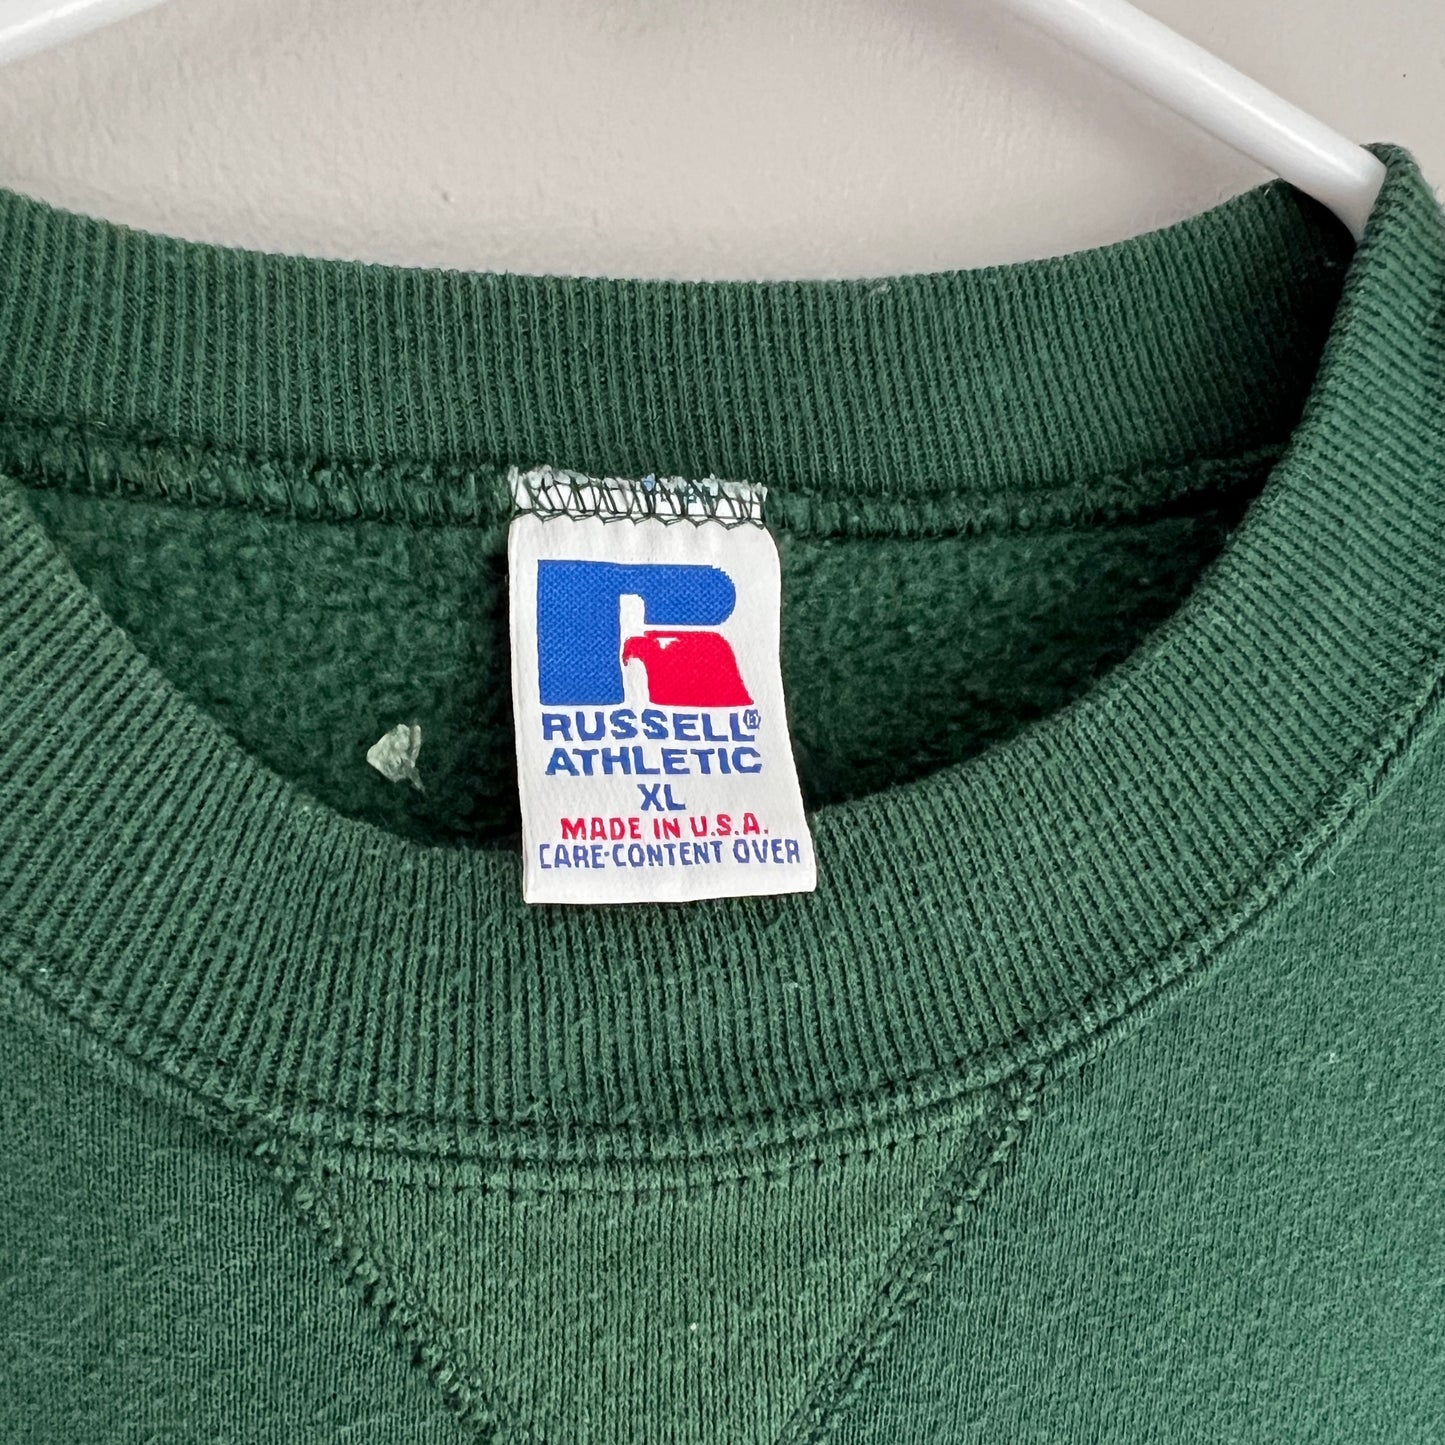 RUSSELL®
ATHLETIC
XL
MADE IN U.S.A.
CARE·CONTENT OVER